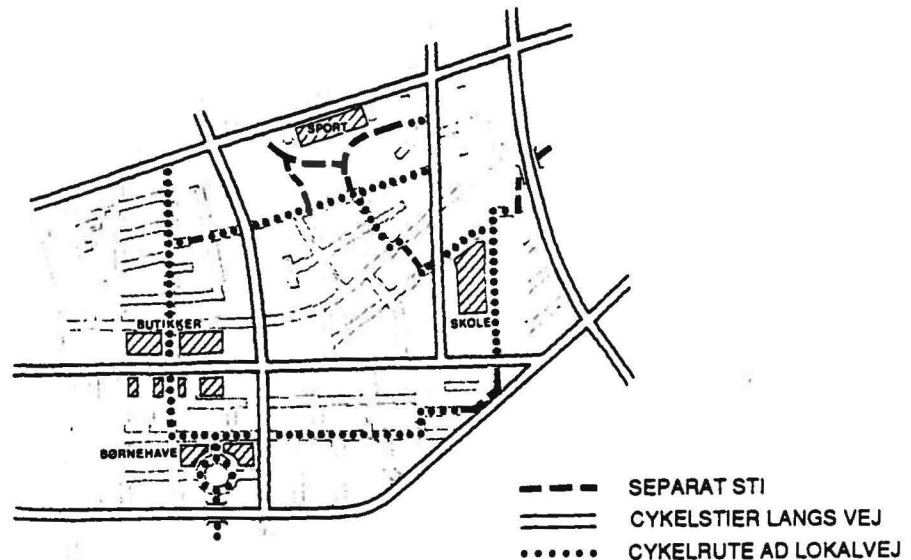 SPORT
BUTIKKER
SKOLE
BØRNEHAVE
SEPARAT STI
CYKELSTIER LANGS VEJ
CYKELRUTE AD LOKALVEJ